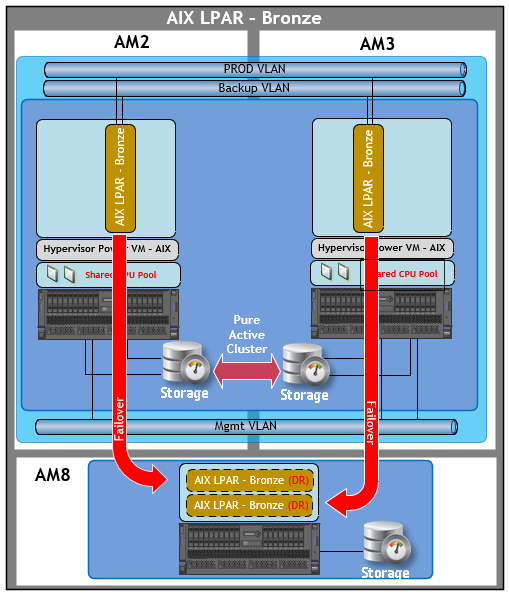 AIX LPAR – Bronze
AM2
AM3
PROD VLAN
Backup VLAN
AIX LPAR - Bronze
AIX LPAR - Bronze
Hypervisor Power VM – AIX
Hypervisor Power VM – AIX
Shared CPU Pool
Shared CPU Pool
Pure
Active
Cluster
Storage
Storage
Failover
Failover
Mgmt VLAN
AM8
AIX LPAR – Bronze (DR)
AIX LPAR – Bronze (DR)
Storage